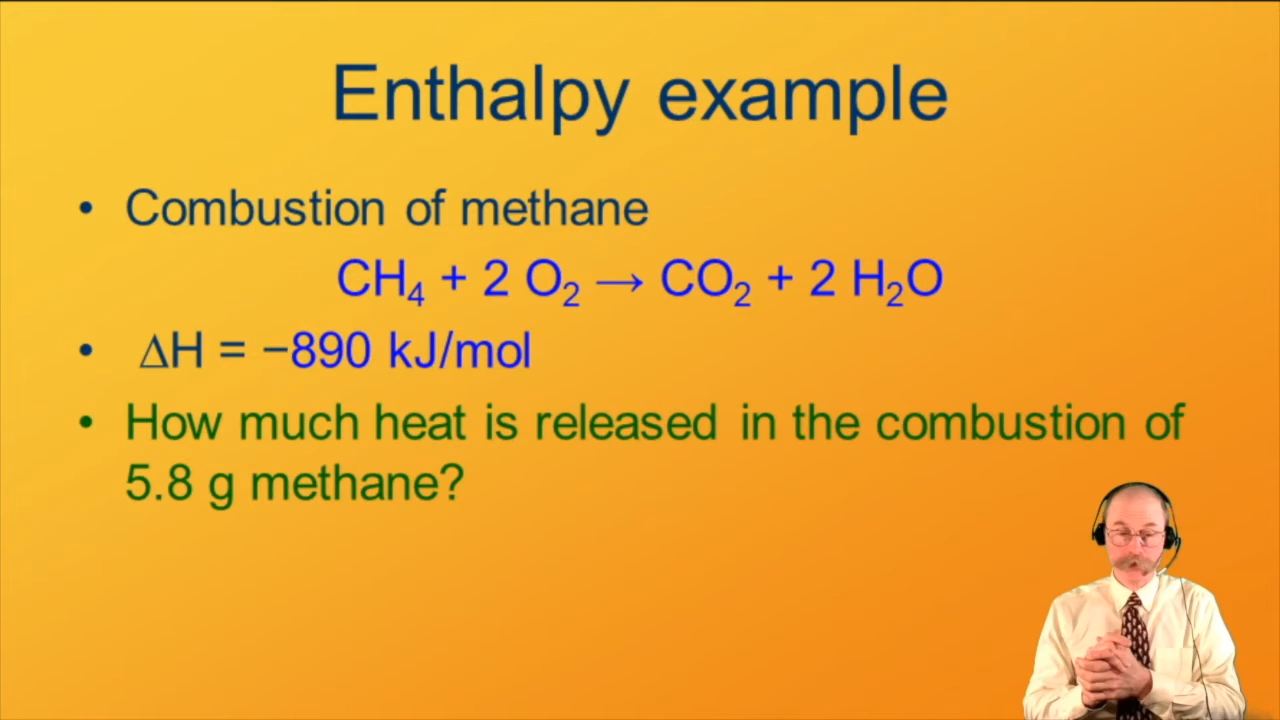 Enthalpy example
• Combustion of methane
CH₄ + 2 O₂ → CO₂ + 2 H₂O
• ΔH = −890 kJ/mol
• How much heat is released in the combustion of
5.8 g methane?